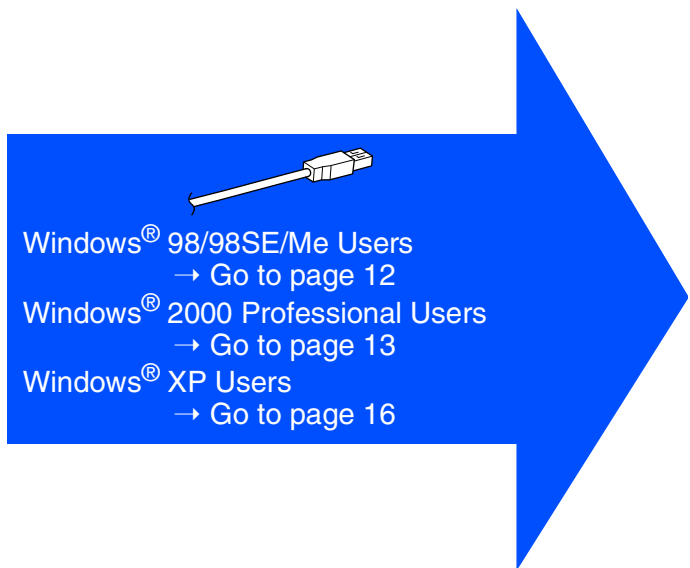 Windows® 98/98SE/Me Users
→ Go to page 12
Windows® 2000 Professional Users
→ Go to page 13
Windows® XP Users
→ Go to page 16